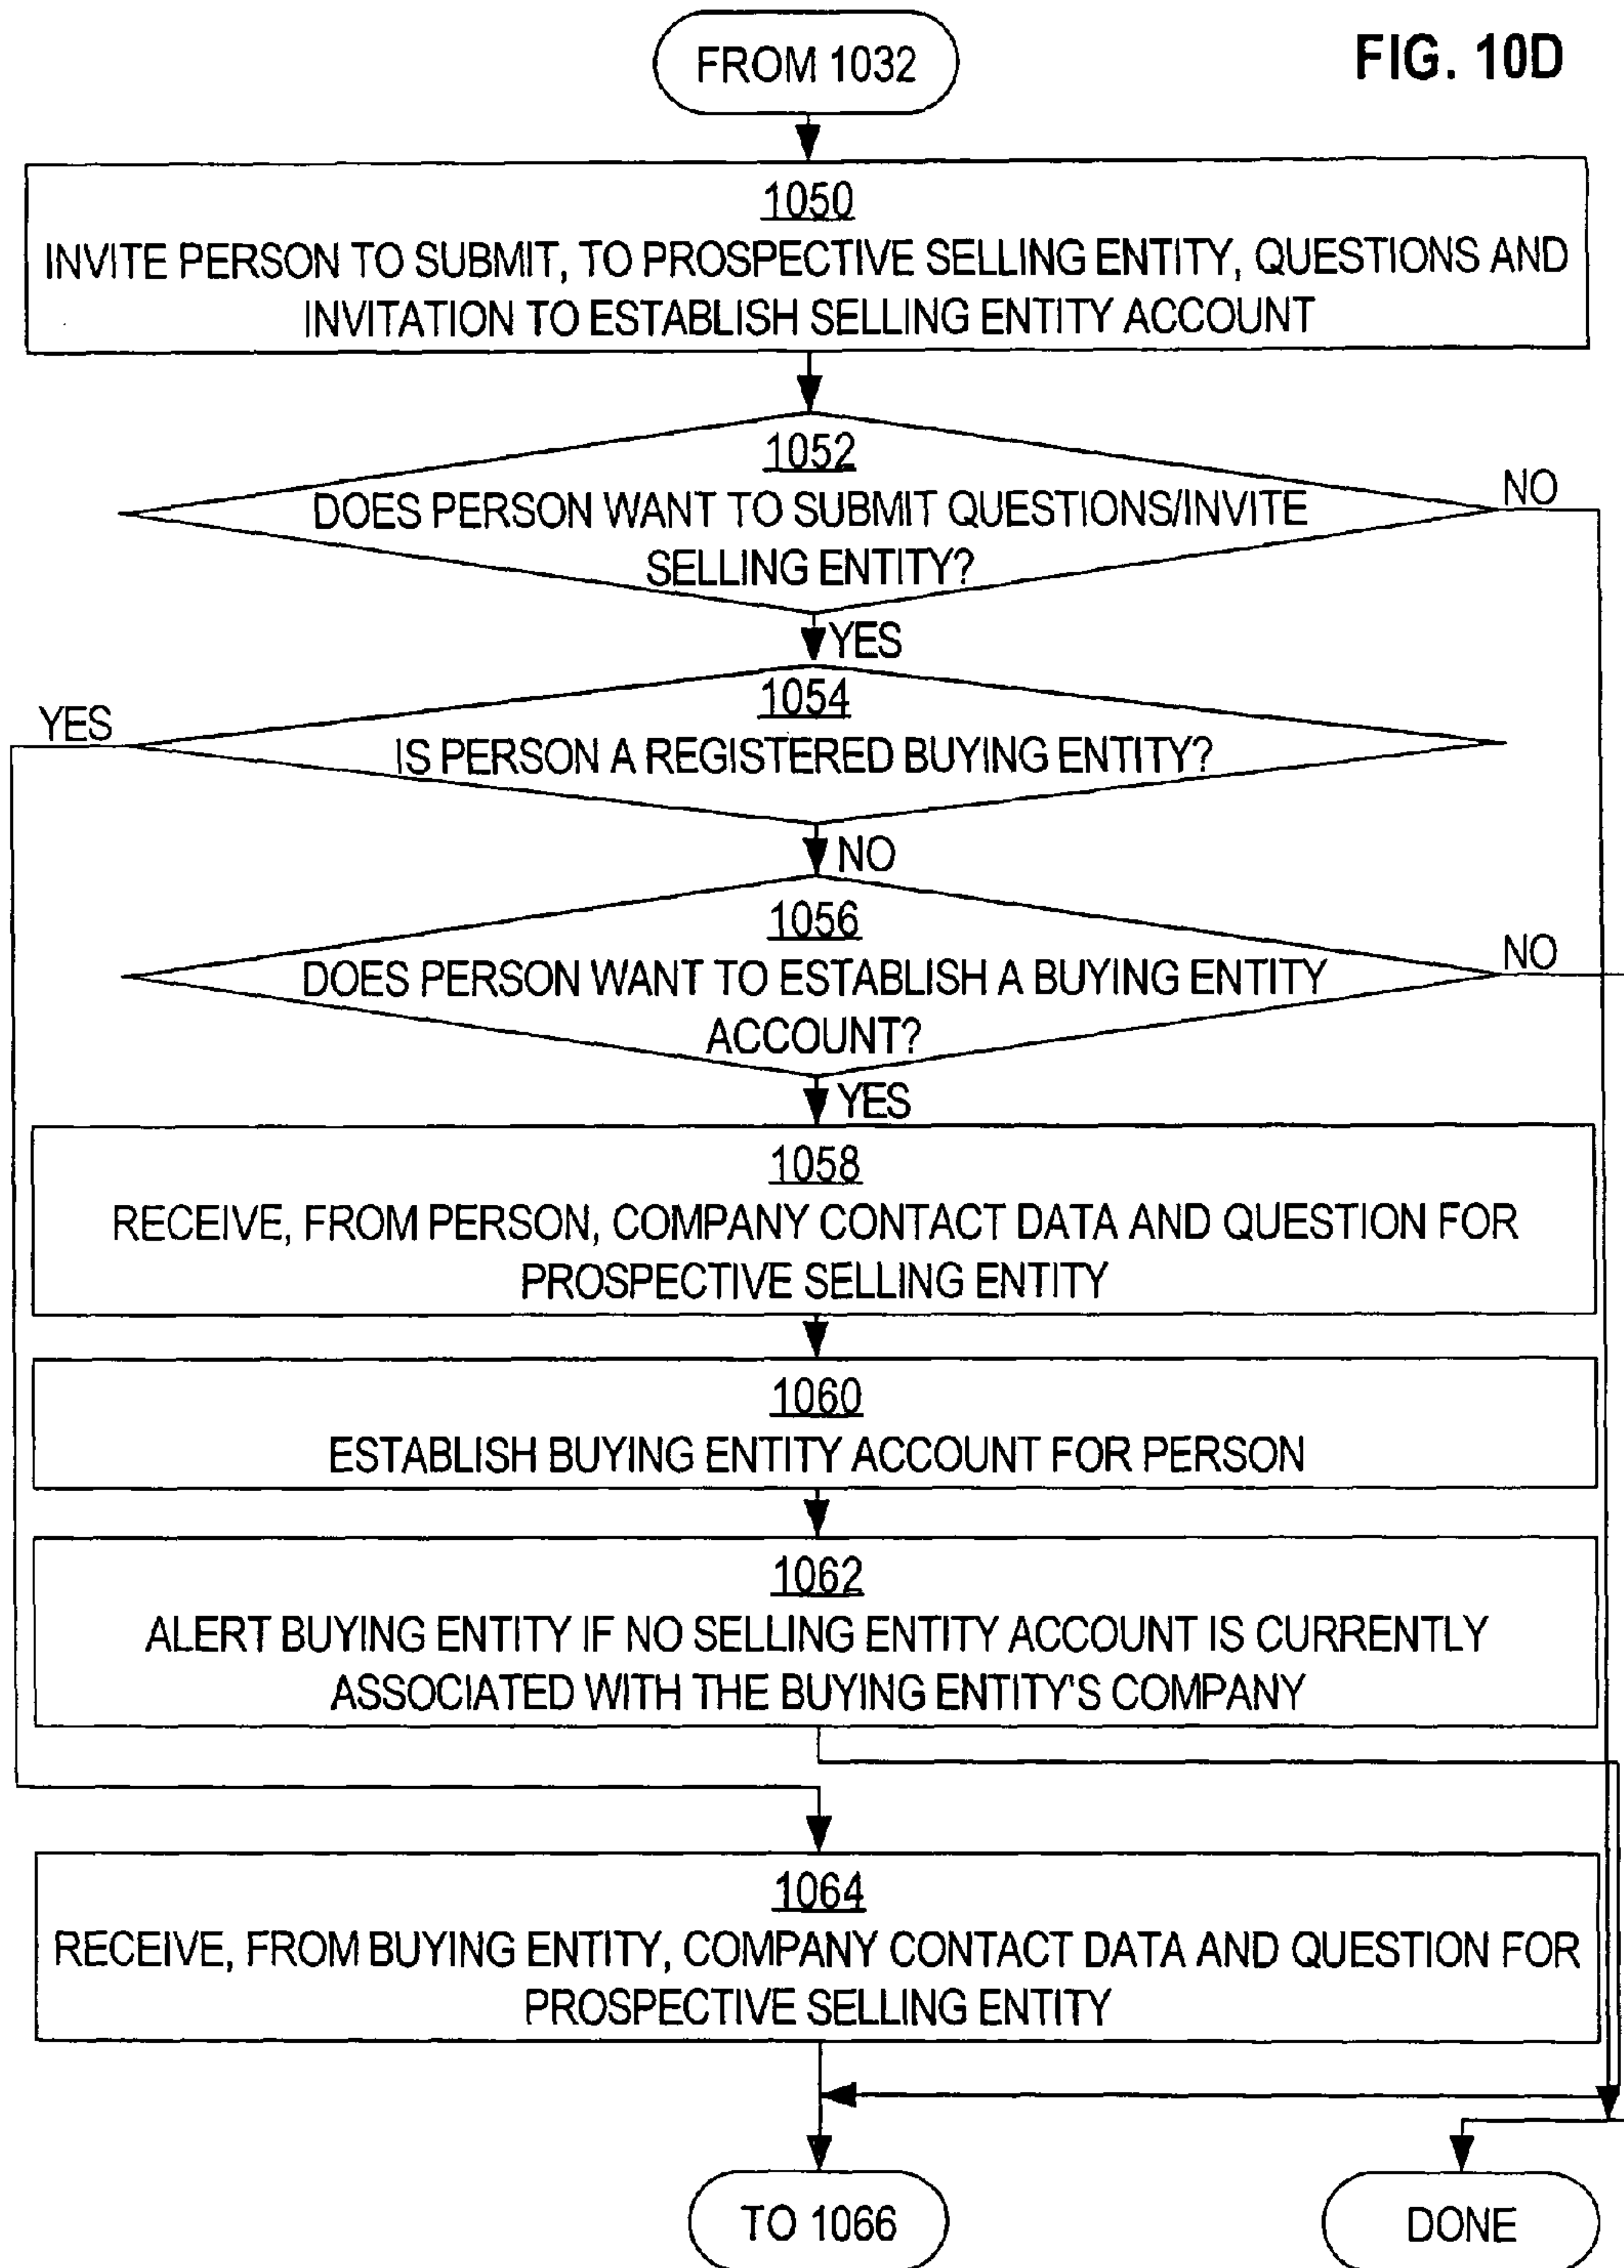 FROM 1032
FIG. 10D
1050
INVITE PERSON TO SUBMIT, TO PROSPECTIVE SELLING ENTITY, QUESTIONS AND
INVITATION TO ESTABLISH SELLING ENTITY ACCOUNT
1052
DOES PERSON WANT TO SUBMIT QUESTIONS/INVITE
SELLING ENTITY?
NO
YES
1054
IS PERSON A REGISTERED BUYING ENTITY?
YES
NO
1056
DOES PERSON WANT TO ESTABLISH A BUYING ENTITY
ACCOUNT?
NO
YES
1058
RECEIVE, FROM PERSON, COMPANY CONTACT DATA AND QUESTION FOR
PROSPECTIVE SELLING ENTITY
1060
ESTABLISH BUYING ENTITY ACCOUNT FOR PERSON
1062
ALERT BUYING ENTITY IF NO SELLING ENTITY ACCOUNT IS CURRENTLY
ASSOCIATED WITH THE BUYING ENTITY'S COMPANY
1064
RECEIVE, FROM BUYING ENTITY, COMPANY CONTACT DATA AND QUESTION FOR
PROSPECTIVE SELLING ENTITY
TO 1066
DONE